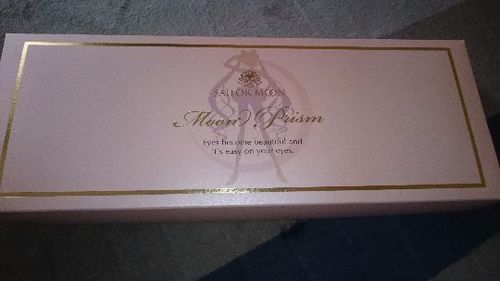 SAILOR MOON
Moon Prism
Eyes become beautiful and
it's easy on your eyes.